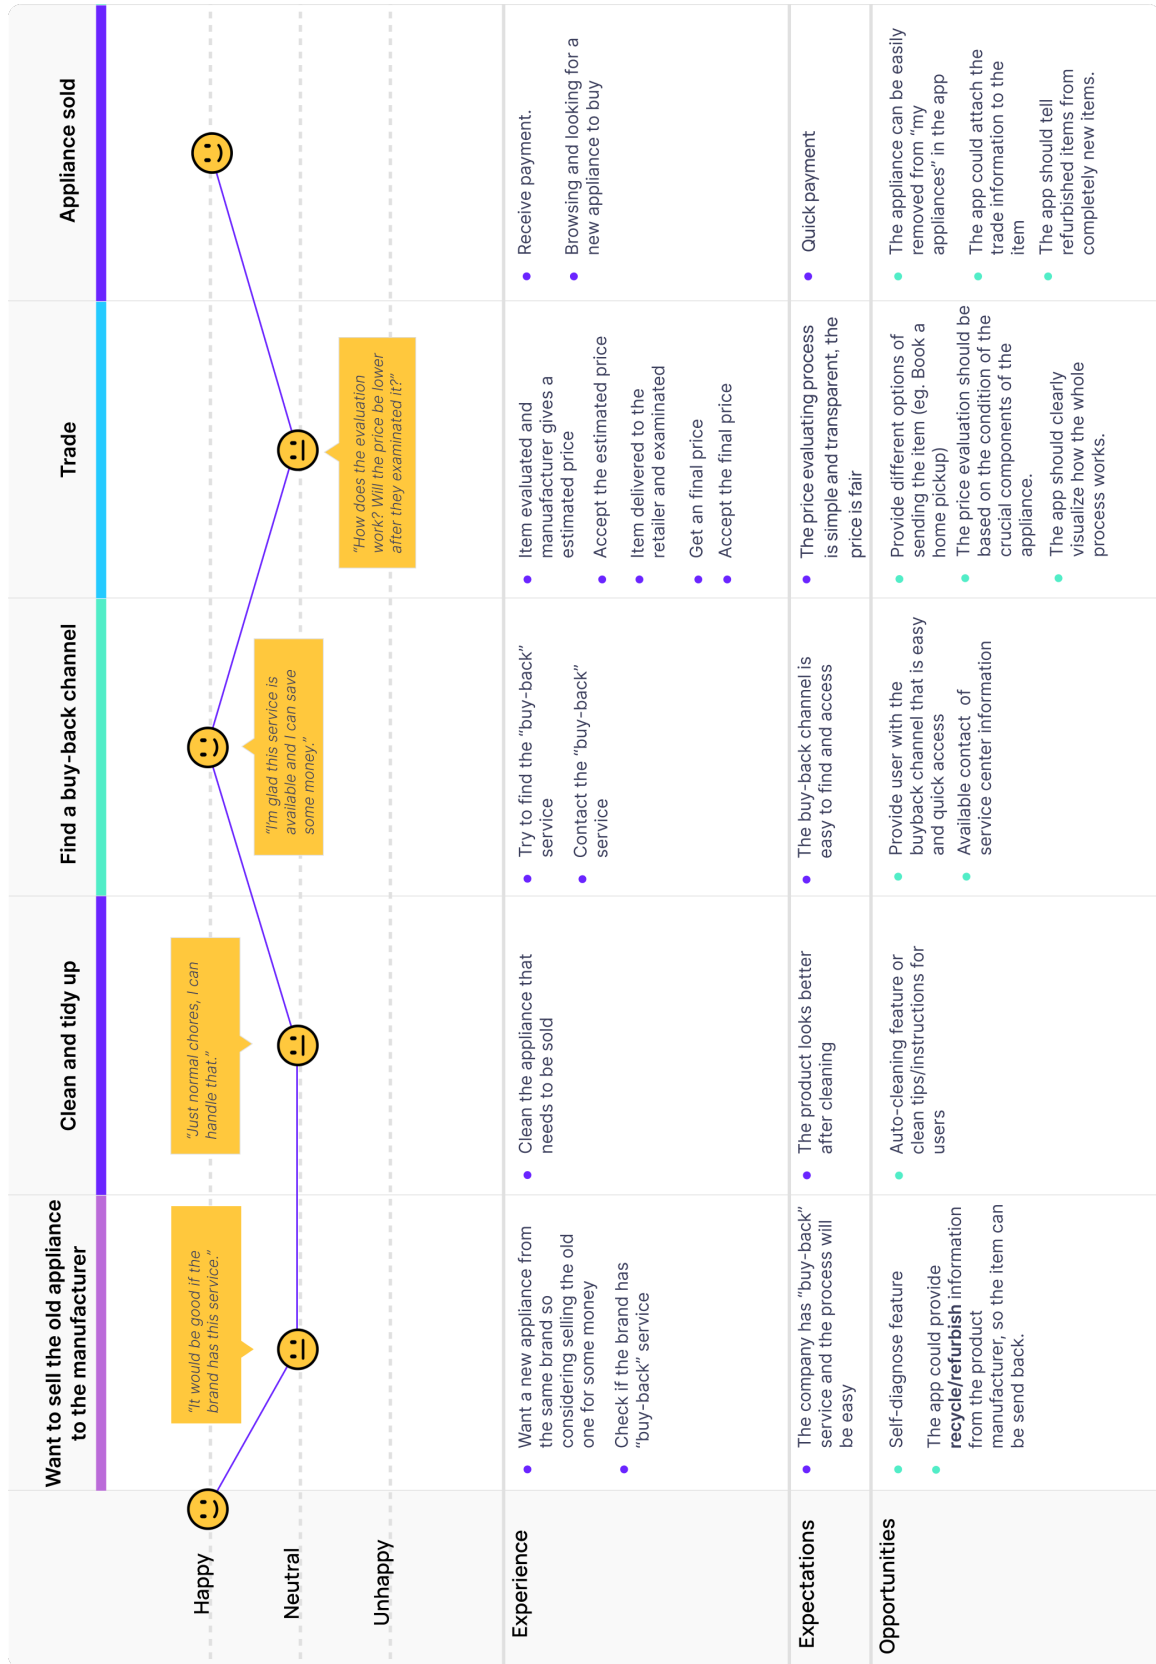 Want to sell the old appliance
to the manufacturer
Clean and tidy up
Find a buy-back channel
Trade
Appliance sold
Happy
Neutral
Unhappy
“It would be good if the
brand has this service.”
“Just normal chores, I can
handle that.”
“I’m glad this service is
available and I can save
some money.”
“How does the evaluation
work? Will the price be lower
after they examinated it?”
Experience
Want a new appliance from
the same brand so
considering selling the old
one for some money
Check if the brand has
“buy-back” service
Clean the appliance that
needs to be sold
Try to find the “buy-back”
service
Contact the “buy-back”
service
Item evaluated and
manuafacturer gives a
estimated price
Accept the estimated price
Item delivered to the
retailer and examinated
Get an final price
Accept the final price
Receive payment.
Browsing and looking for a
new appliance to buy
Expectations
The company has “buy-back”
service and the process will
be easy
The product looks better
after cleaning
The buy-back channel is
easy to find and access
The price evaluating process
is simple and transparent, the
price is fair
Quick payment
Opportunities
Self-diagnose feature
The app could provide
recycle/refurbish information
from the product
manufacturer, so the item can
be send back.
Auto-cleaning feature or
clean tips/instructions for
users
Provide user with the
buyback channel that is easy
and quick access
Available contact of
service center information
Provide different options of
sending the item (eg. Book a
home pickup)
The price evaluation should be
based on the condition of the
crucial components of the
appliance.
The app should clearly
visualize how the whole
process works.
The appliance can be easily
removed from “my
appliances” in the app
The app could attach the
trade information to the
item
The app should tell
refurbished items from
completely new items.